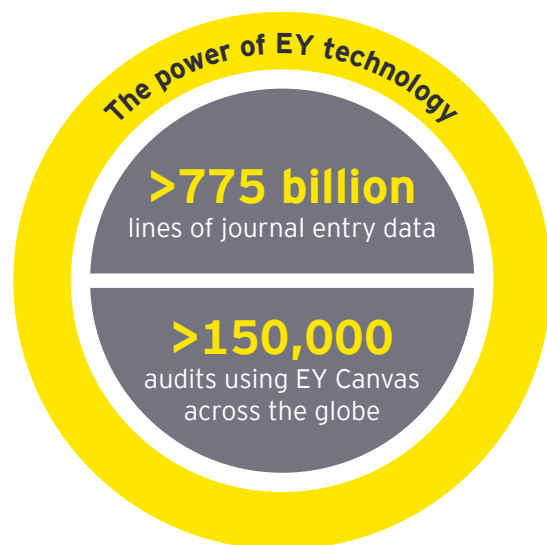 The power of EY technology
>775 billion
lines of journal entry data
>150,000
audits using EY Canvas
across the globe